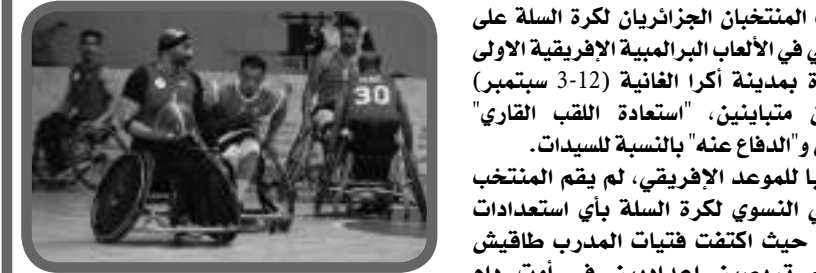 المنتخبان الجزائريان لكرة السلة على
في الألعاب البرالمبية الإفريقية الاولى
بمدينة أكرا الغانية (3-12 سبتمبر)
متباينين، "استعادة اللقب القاري"
و"الدفاع عنه" بالنسبة للسيدات.
للموعد الإفريقي، لم يقم المنتخب
النسوي لكرة السلة بأي استعدادات
حيث اكتفت فتيات المدرب طاقيش
30